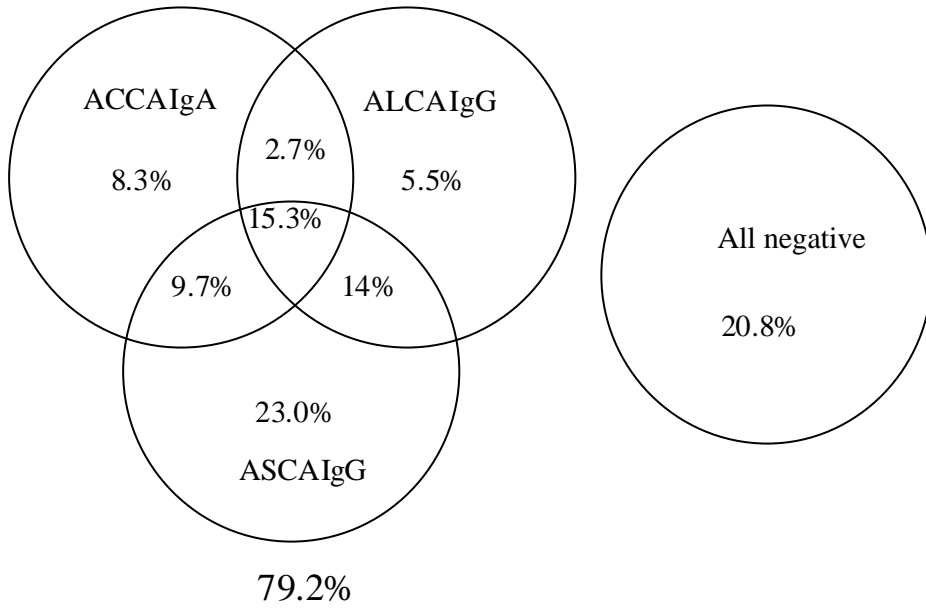 ACCAIgA
ALCAIgG
2.7%
8.3%
5.5%
15.3%
9.7%
14%
23.0%
ASCAIgG
79.2%
All negative
20.8%